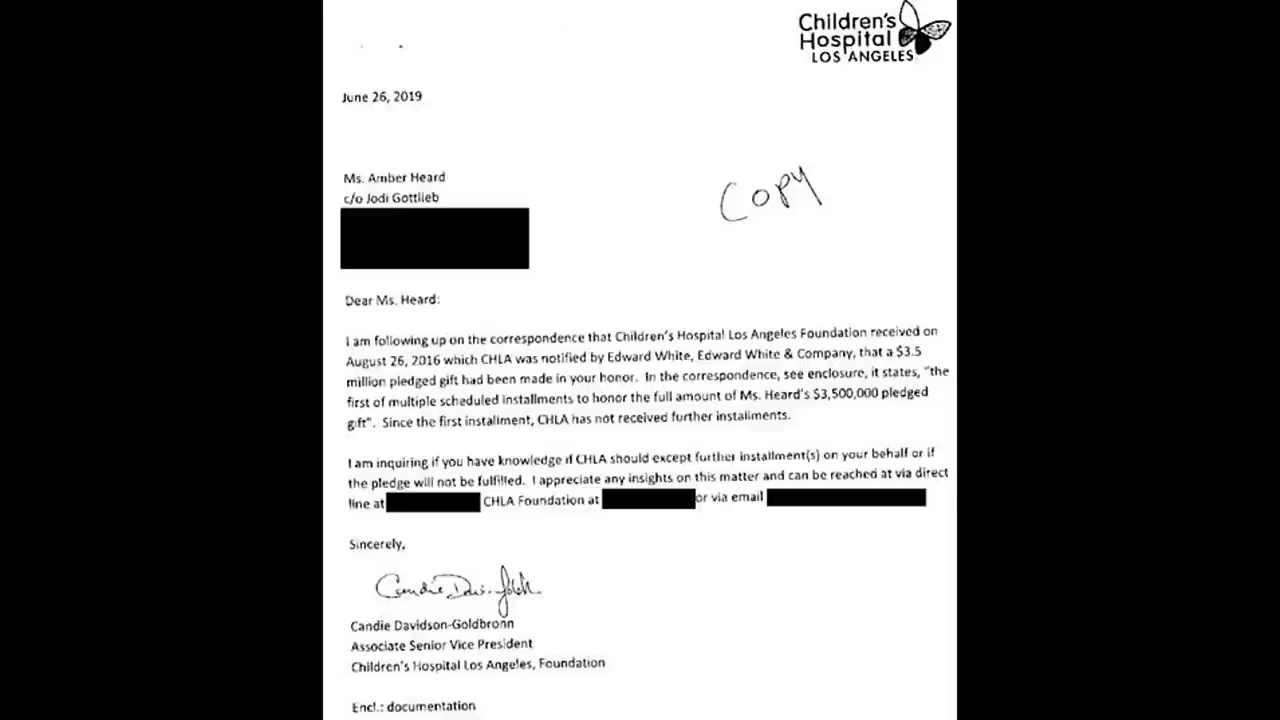 Children's
Hospital
LOS ANGELES
June 26, 2019
Ms. Amber Heard
c/o Jodi Gottlieb
Copy
Dear Ms. Heard:
I am following up on the correspondence that Children's Hospital Los Angeles Foundation received on
August 26, 2016 which CHLA was notified by Edward White, Edward White & Company, that a $3.5
million pledged gift had been made in your honor. In the correspondence, see enclosure, it states, "the
first of multiple scheduled installments to honor the full amount of Ms. Heard's $3,500,000 pledged
gift". Since the first installment, CHLA has not received further installments.
I am inquiring if you have knowledge if CHLA should except further installment(s) on your behalf or if
the pledge will not be fulfilled. I appreciate any insights on this matter and can be reached at via direct
line at CHLA Foundation at or via email
Sincerely,
Candie Davidson-Goldbronn
Associate Senior Vice President
Children's Hospital Los Angeles, Foundation
Encl.: documentation